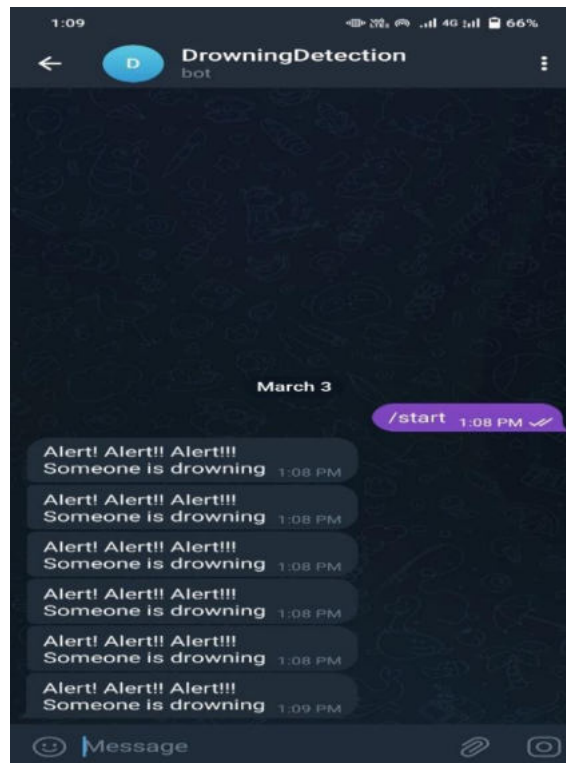 1:09
4G 66%
D
DrowningDetection
bot
March 3
/start 1:08 PM
Alert! Alert!! Alert!!!
Someone is drowning 1:08 PM
Alert! Alert!! Alert!!!
Someone is drowning 1:08 PM
Alert! Alert!! Alert!!!
Someone is drowning 1:08 PM
Alert! Alert!! Alert!!!
Someone is drowning 1:08 PM
Alert! Alert!! Alert!!!
Someone is drowning 1:08 PM
Alert! Alert!! Alert!!!
Someone is drowning 1:09 PM
Message